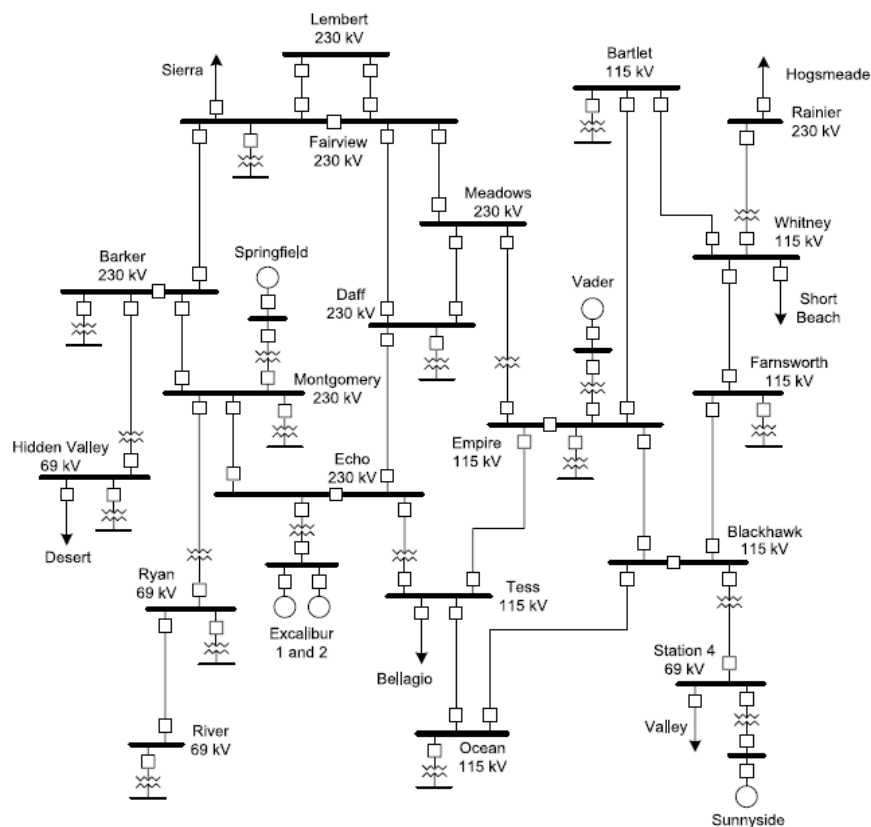 Lembert
230 kV
Sierra
Bartlet
115 kV
Hogsmeade
Rainier
230 kV
Fairview
230 kV
Meadows
230 kV
Whitney
115 kV
Springfield
Barker
230 kV
Daff
230 kV
Vader
Short
Beach
Farnsworth
115 kV
Montgomery
230 kV
Hidden Valley
69 kV
Echo
230 kV
Empire
115 kV
Desert
Blackhawk
115 kV
Ryan
69 kV
Tess
115 kV
Excalibur
1 and 2
Station 4
69 kV
Bellagio
Valley
River
69 kV
Ocean
115 kV
Sunnyside